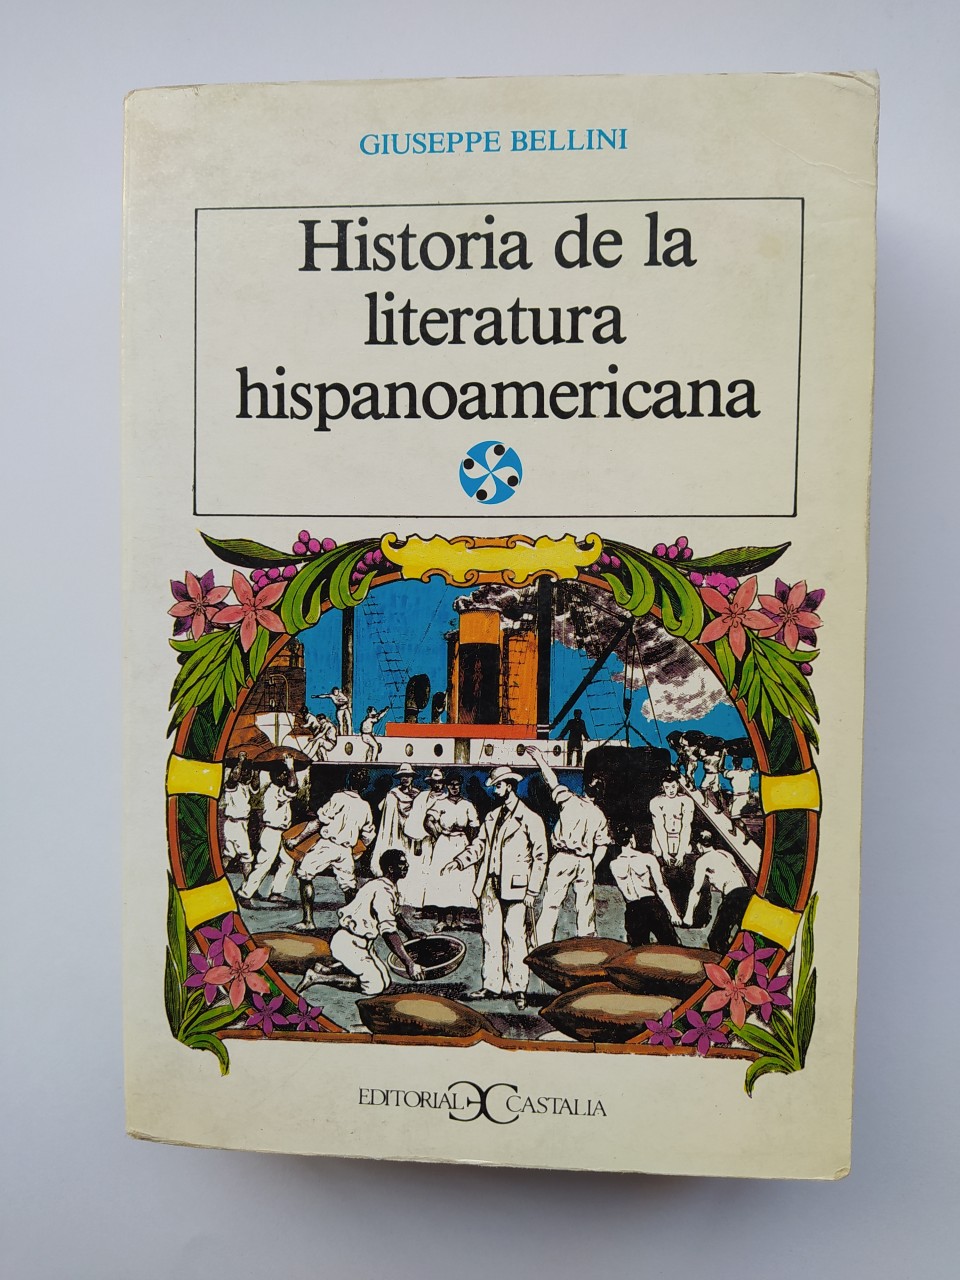 GIUSEPPE BELLINI
Historia de la
literatura
hispanoamericana
EDITORIAL CASTALIA